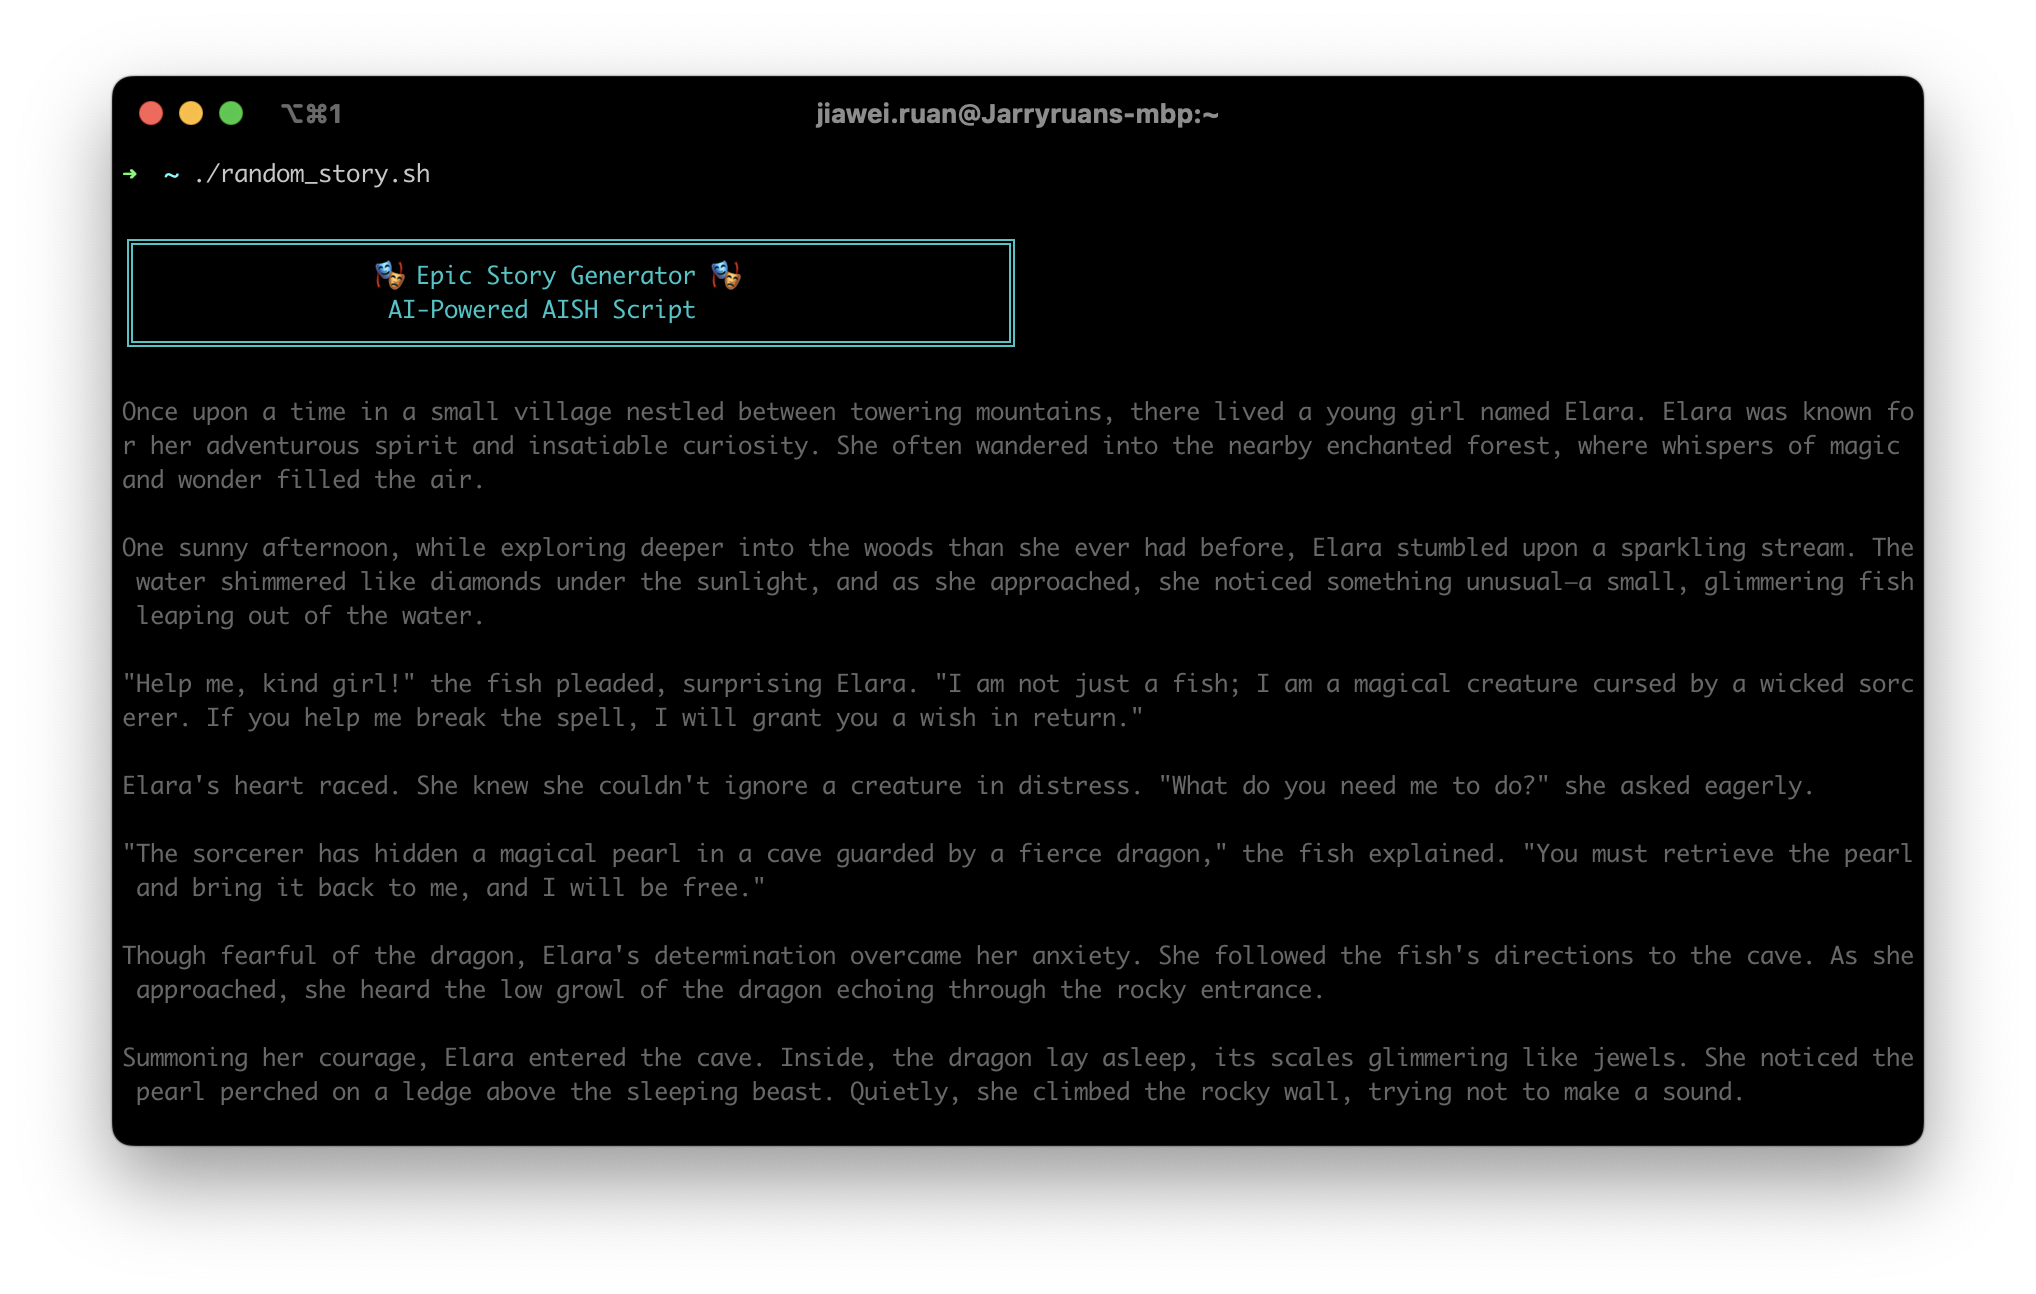 ⌥⌘1
jiawei.ruan@Jarryruans-mbp:~
➜  ~ ./random_story.sh
🎭 Epic Story Generator 🎭
AI-Powered AISH Script
Once upon a time in a small village nestled between towering mountains, there lived a young girl named Elara. Elara was known fo
r her adventurous spirit and insatiable curiosity. She often wandered into the nearby enchanted forest, where whispers of magic
and wonder filled the air.
One sunny afternoon, while exploring deeper into the woods than she ever had before, Elara stumbled upon a sparkling stream. The
water shimmered like diamonds under the sunlight, and as she approached, she noticed something unusual—a small, glimmering fish
leaping out of the water.
"Help me, kind girl!" the fish pleaded, surprising Elara. "I am not just a fish; I am a magical creature cursed by a wicked sorc
erer. If you help me break the spell, I will grant you a wish in return."
Elara's heart raced. She knew she couldn't ignore a creature in distress. "What do you need me to do?" she asked eagerly.
"The sorcerer has hidden a magical pearl in a cave guarded by a fierce dragon," the fish explained. "You must retrieve the pearl
and bring it back to me, and I will be free."
Though fearful of the dragon, Elara's determination overcame her anxiety. She followed the fish's directions to the cave. As she
approached, she heard the low growl of the dragon echoing through the rocky entrance.
Summoning her courage, Elara entered the cave. Inside, the dragon lay asleep, its scales glimmering like jewels. She noticed the
pearl perched on a ledge above the sleeping beast. Quietly, she climbed the rocky wall, trying not to make a sound.